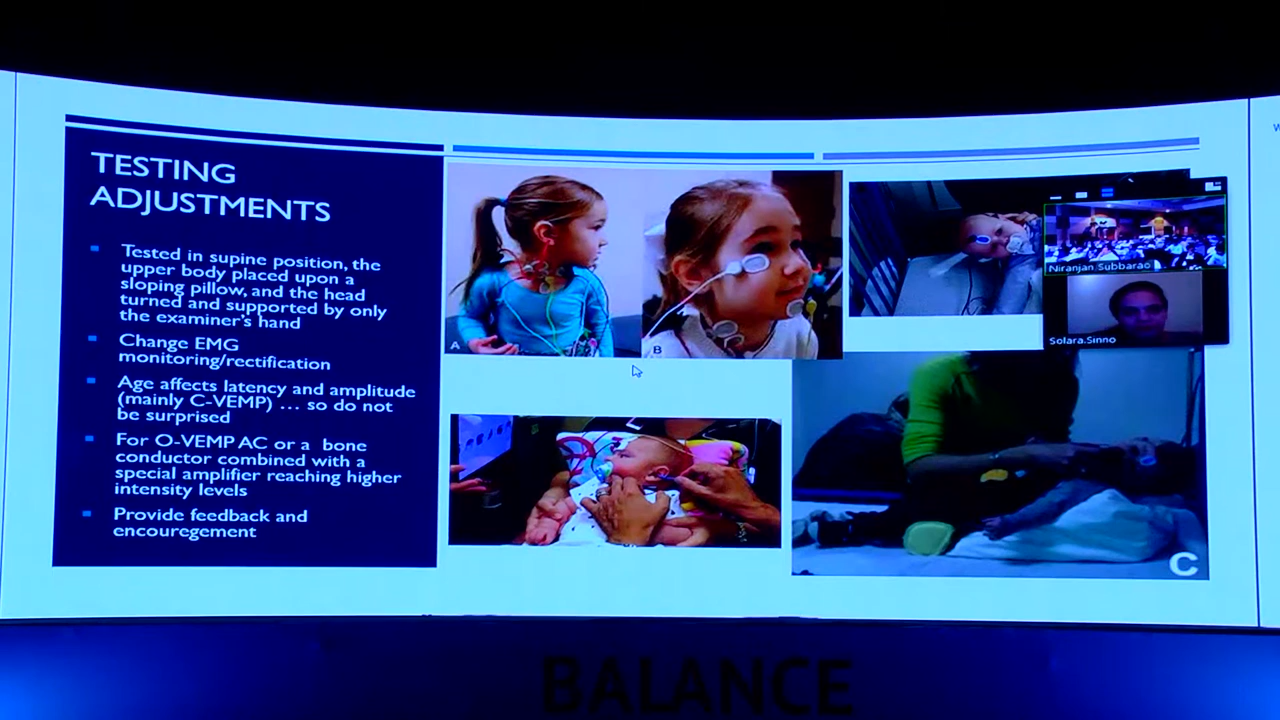 TESTING
ADJUSTMENTS
Tested in supine position, the
upper body placed upon a
sloping pillow, and the head
turned and supported by only
the examiner's hand
Change EMG
monitoring/rectification
Age affects latency and amplitude
(mainly C-VEMP) … so do not
be surprised
For O-VEMP AC or a bone
conductor combined with a
special amplifier reaching higher
intensity levels
Provide feedback and
encouregement
A
B
Niranjan Subbarao
Solara.Sinno
C
W
BALANCE